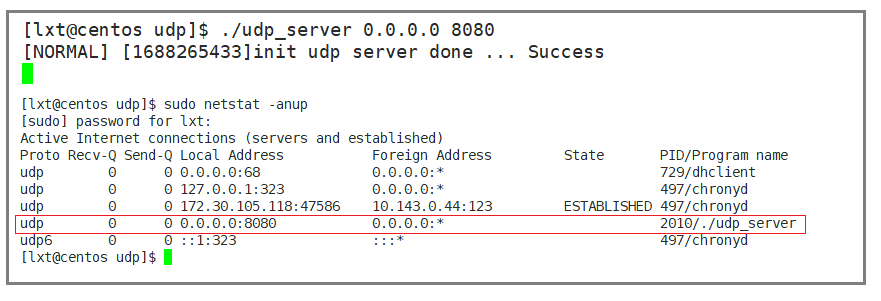 [lxt@centos udp]$ ./udp_server 0.0.0.0 8080
[NORMAL] [1688265433]init udp server done ... Success
[lxt@centos udp]$ sudo netstat -anup
[sudo] password for lxt:
Active Internet connections (servers and established)
Proto Recv-Q Send-Q Local Address           Foreign Address         State       PID/Program name
udp        0      0 0.0.0.0:68              0.0.0.0:*                           729/dhclient
udp        0      0 127.0.0.1:323           0.0.0.0:*                           497/chronyd
udp        0      0 172.30.105.118:47586    10.143.0.44:123         ESTABLISHED 497/chronyd
udp        0      0 0.0.0.0:8080            0.0.0.0:*                           2010/./udp_server
udp6       0      0 ::1:323                 :::*                                497/chronyd
[lxt@centos udp]$